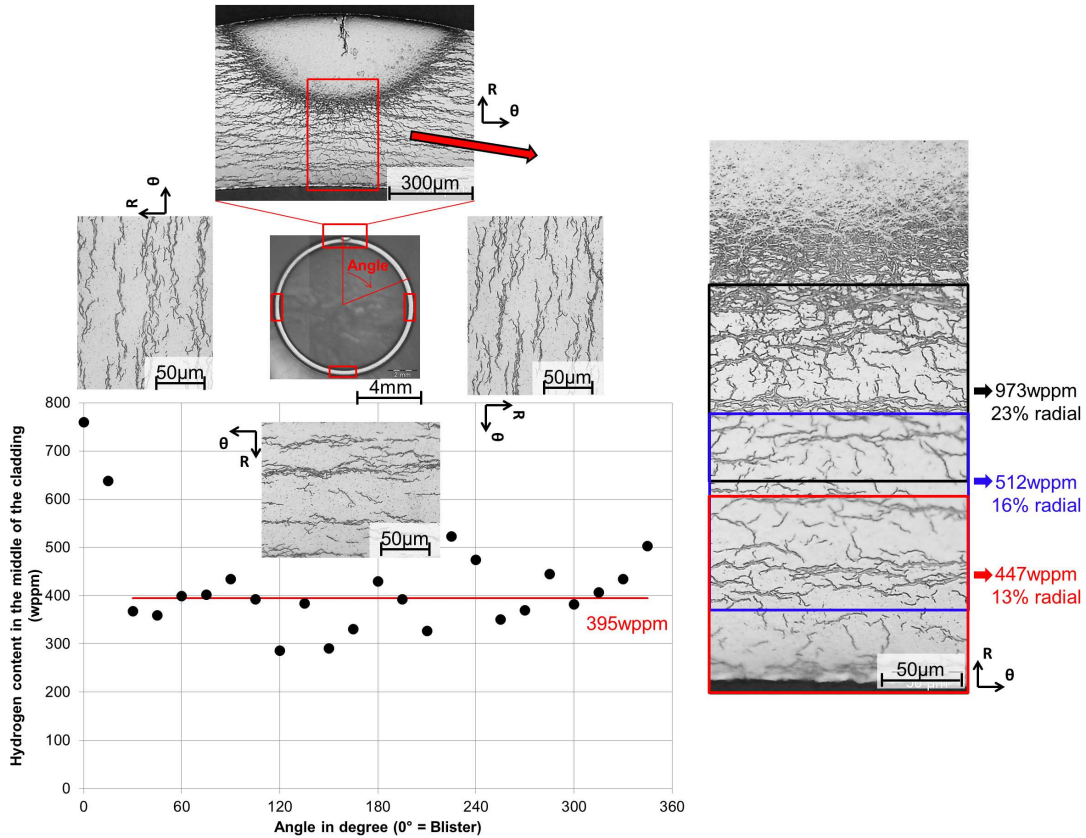 R
θ
300µm
θ
R
50µm
Angle
2 mm
4mm
50µm
R
θ
973wppm
23% radial
512wppm
16% radial
447wppm
13% radial
50µm
R
θ
Hydrogen content in the middle of the cladding
(wppm)
800
700
600
500
400
300
200
100
0
θ
R
50µm
395wppm
0
60
120
180
240
300
360
Angle in degree (0° = Blister)